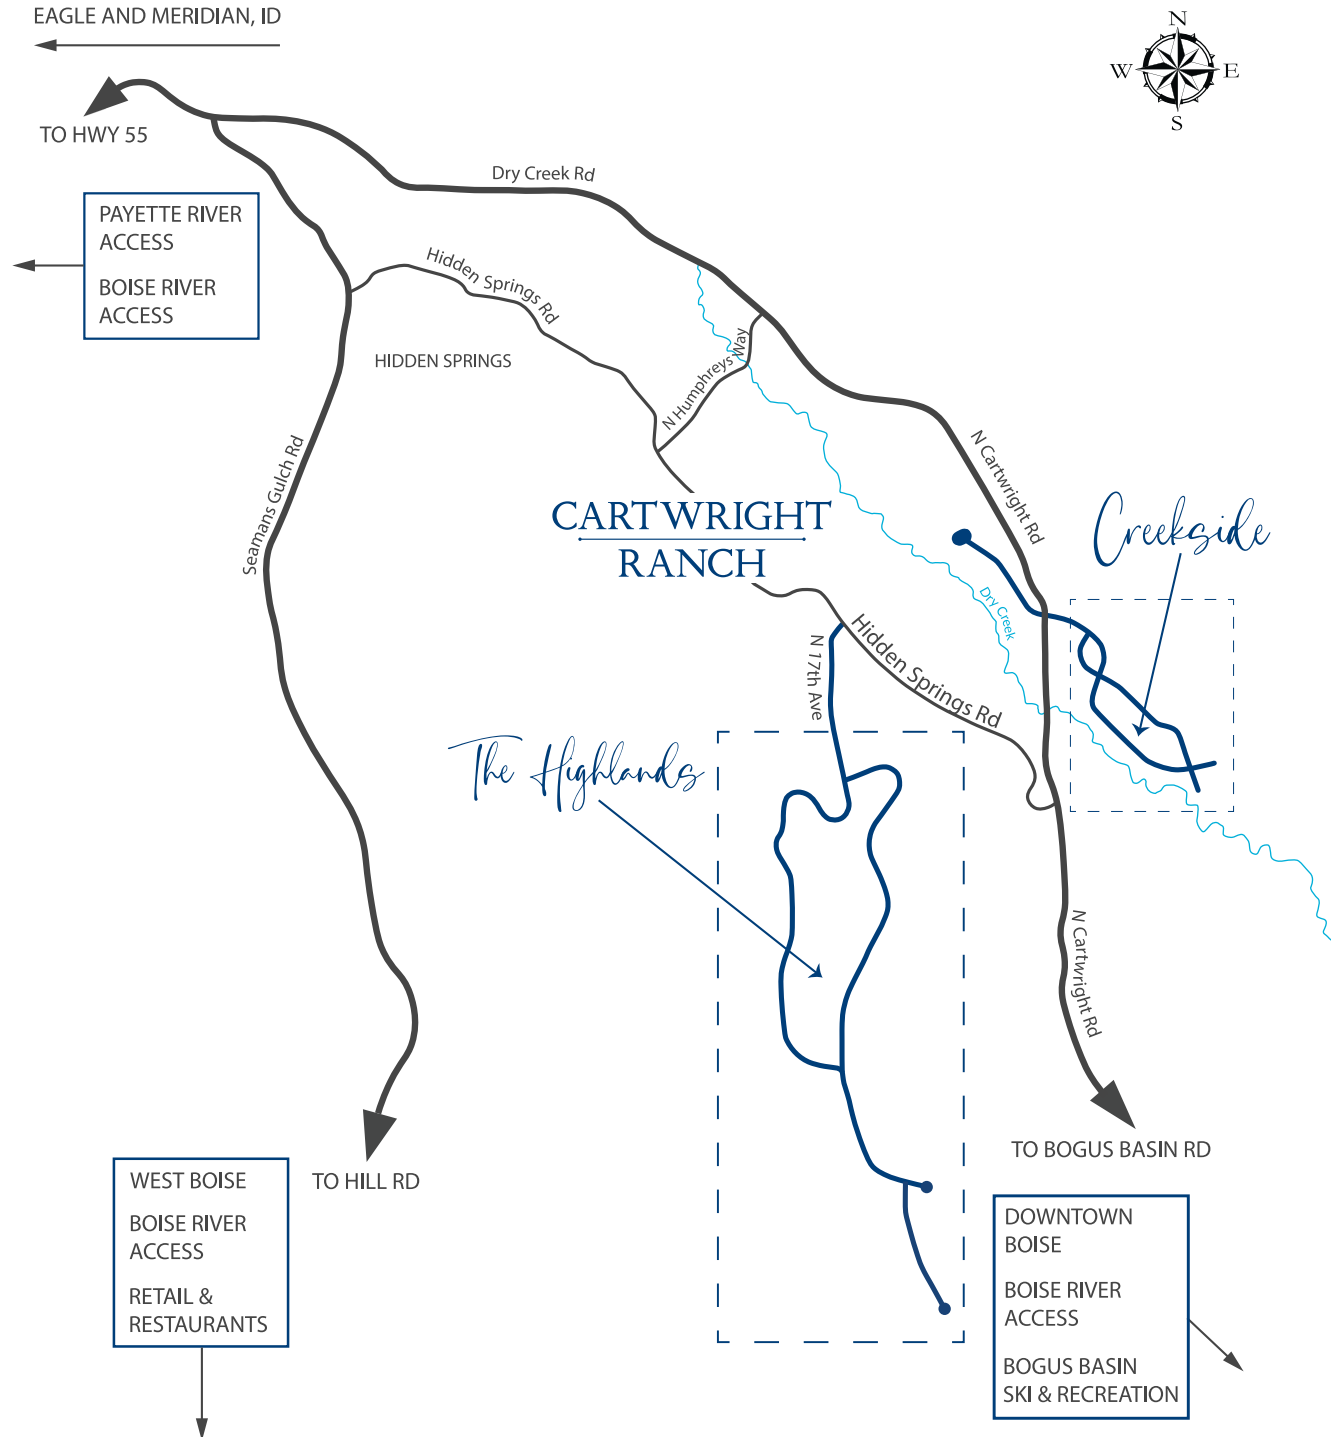 EAGLE AND MERIDIAN, ID
N
W
E
S
TO HWY 55
Dry Creek Rd
PAYETTE RIVER
ACCESS
BOISE RIVER
ACCESS
Hidden Springs Rd
HIDDEN SPRINGS
N Humphreys Way
Seamans Gulch Rd
N Cartwright Rd
CARTWRIGHT
RANCH
Creekside
Dry Creek
Hidden Springs Rd
N 17th Ave
The Highlands
N Cartwright Rd
TO BOGUS BASIN RD
TO HILL RD
WEST BOISE
BOISE RIVER
ACCESS
RETAIL &
RESTAURANTS
DOWNTOWN
BOISE
BOISE RIVER
ACCESS
BOGUS BASIN
SKI & RECREATION